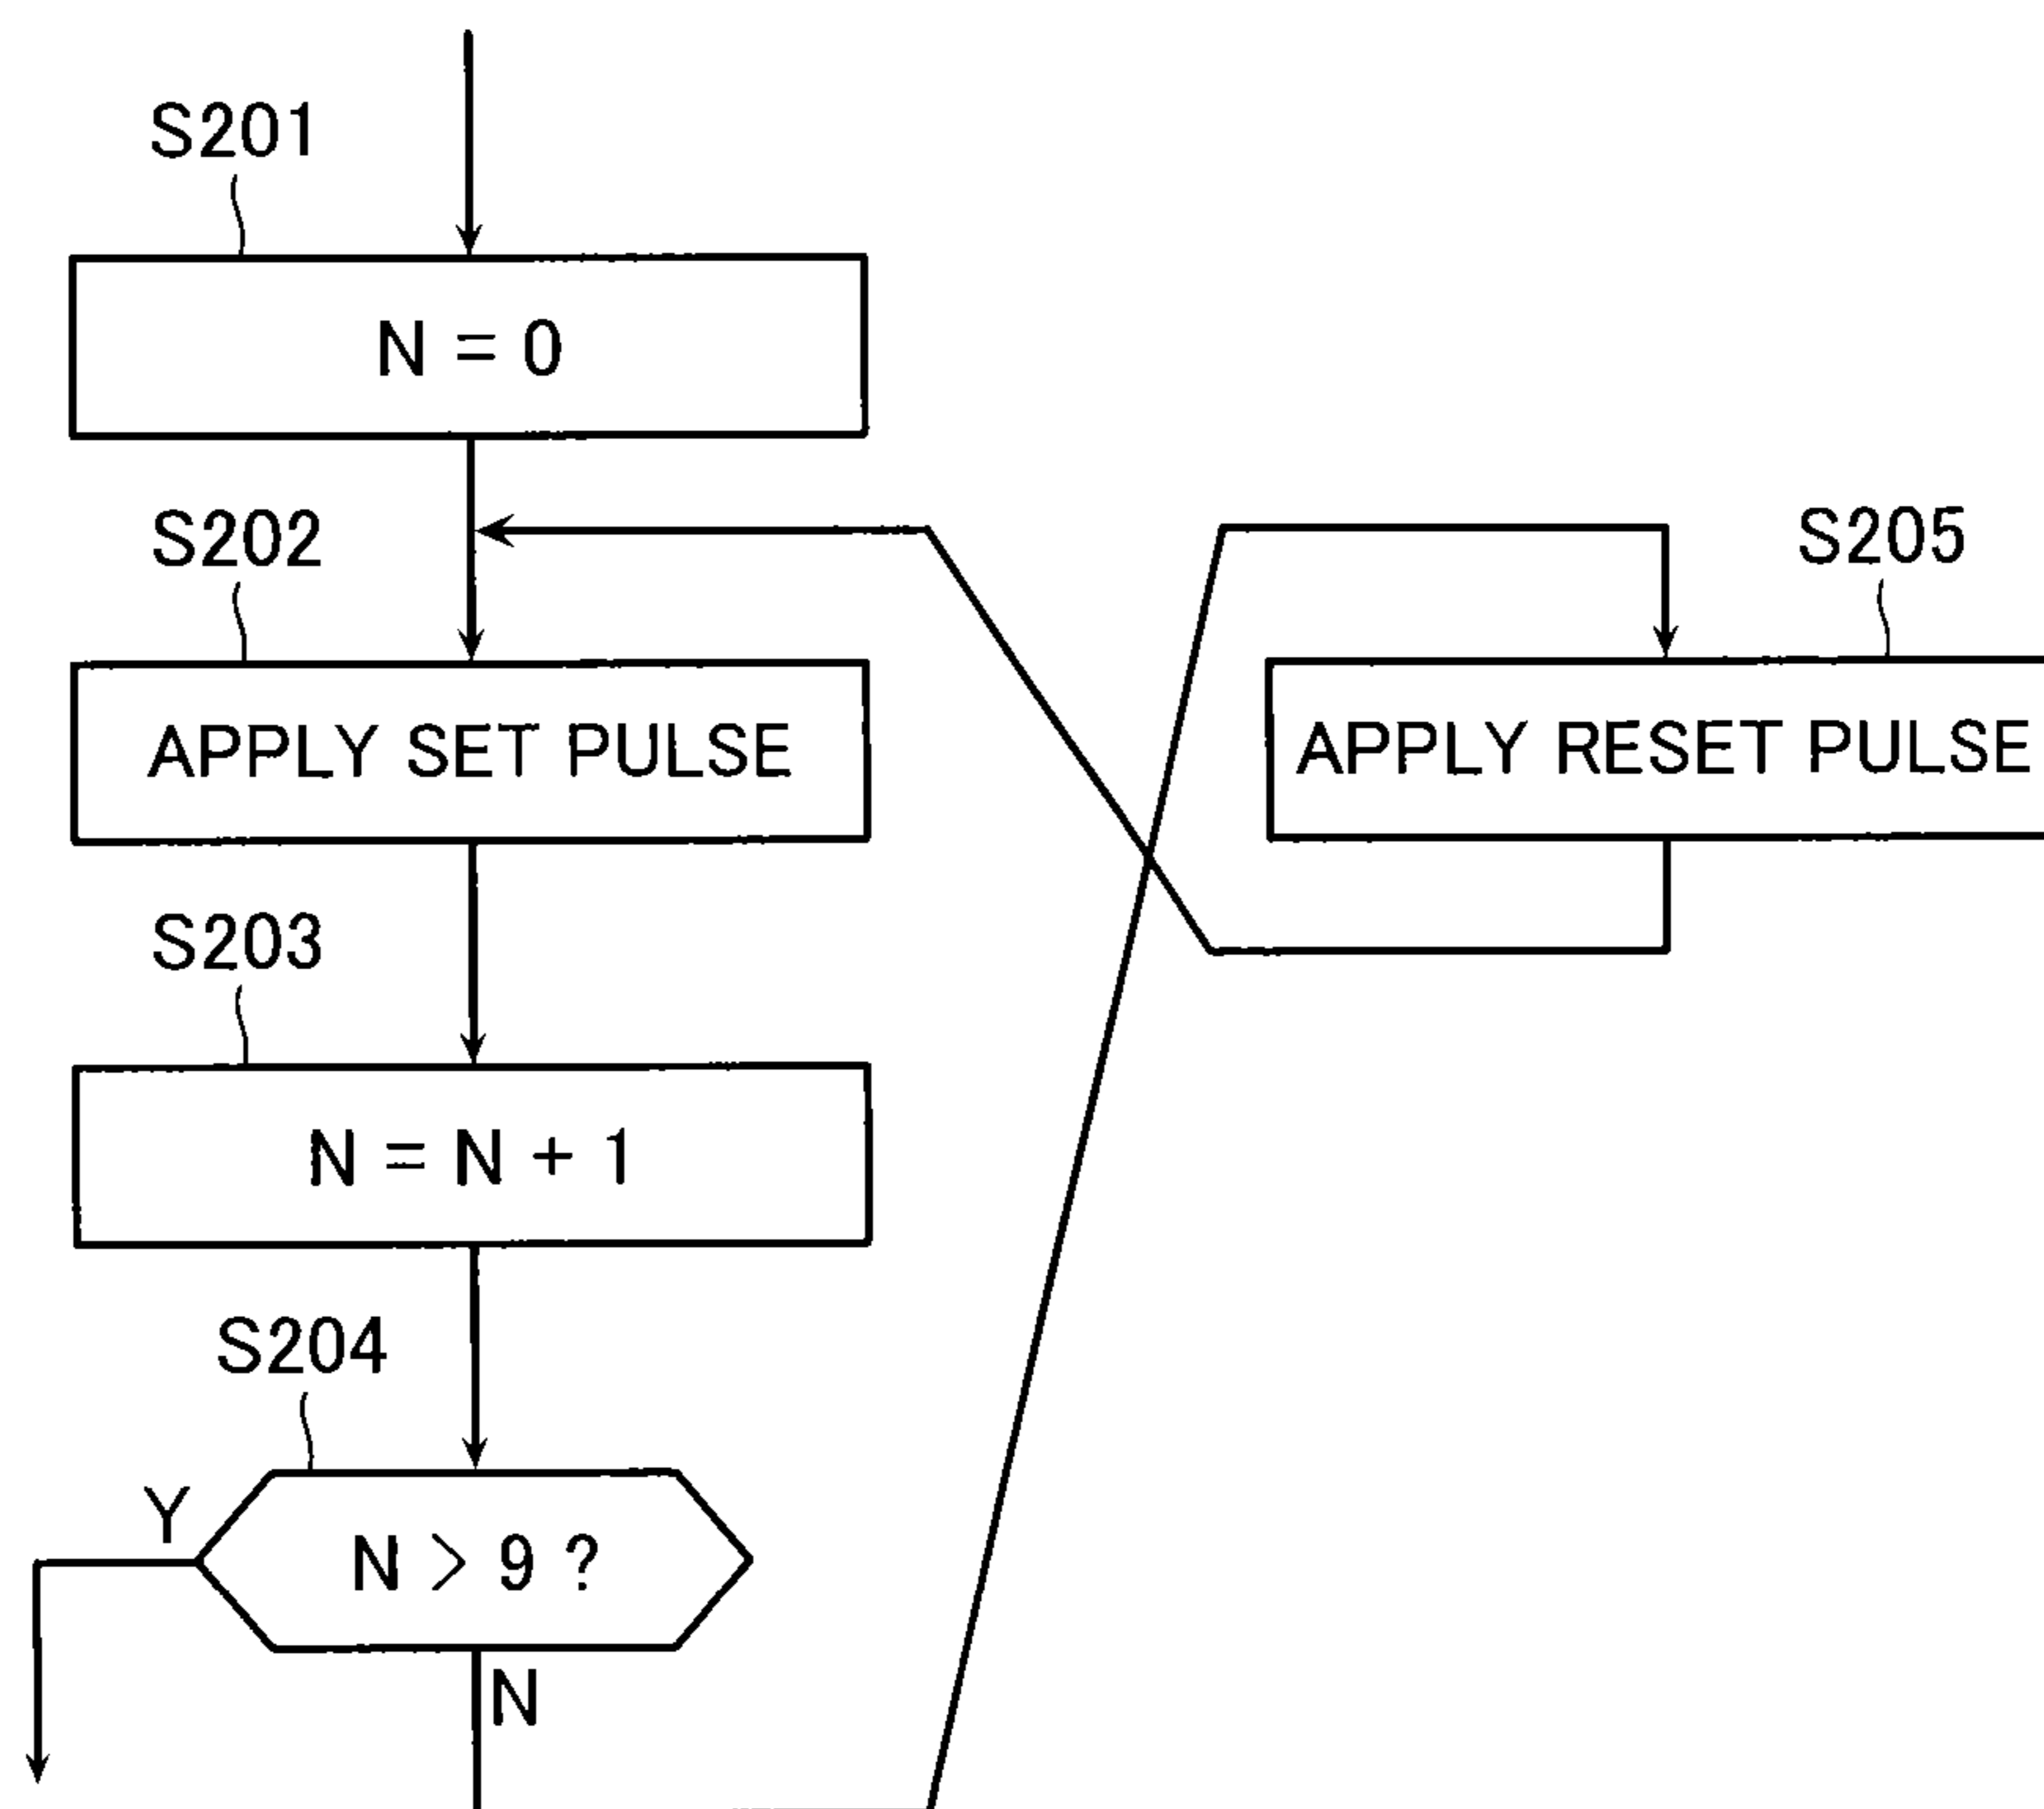 S201
N = 0
S202
APPLY SET PULSE
S203
N = N + 1
S204
Y
N > 9 ?
N
S205
APPLY RESET PULSE